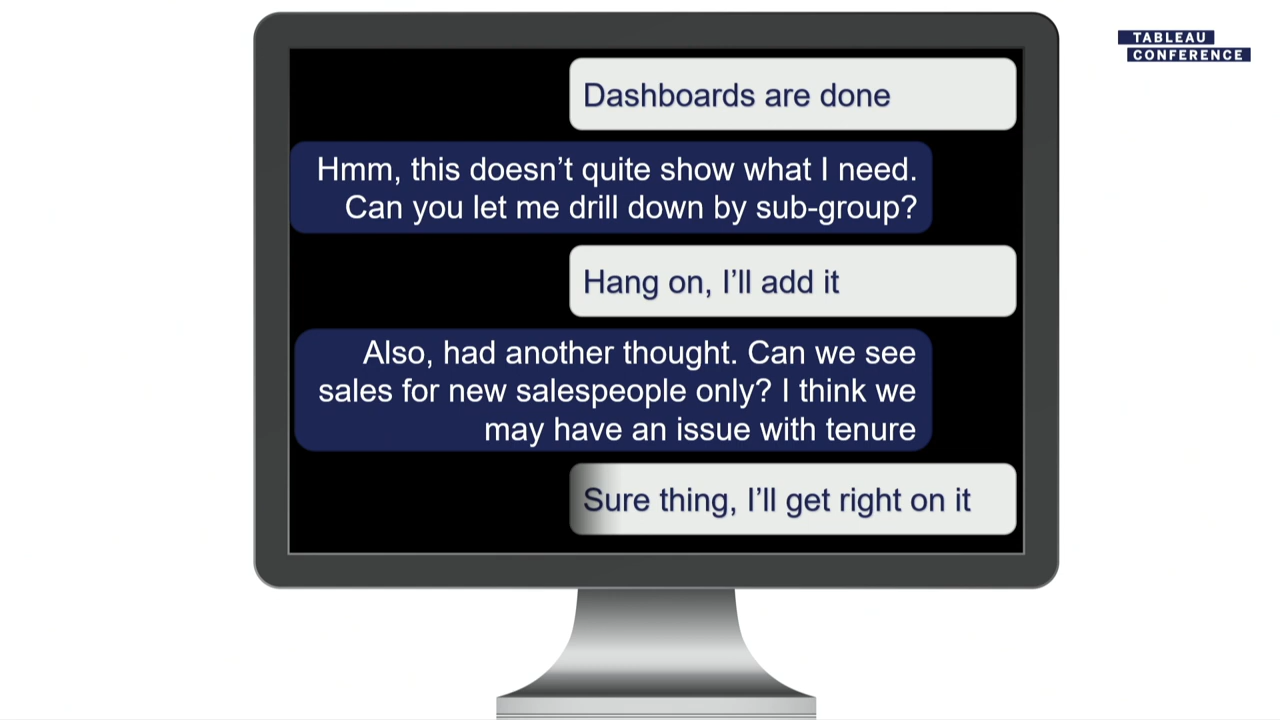 TABLEAU
CONFERENCE
Dashboards are done
Hmm, this doesn’t quite show what I need.
Can you let me drill down by sub-group?
Hang on, I’ll add it
Also, had another thought. Can we see
sales for new salespeople only? I think we
may have an issue with tenure
Sure thing, I’ll get right on it